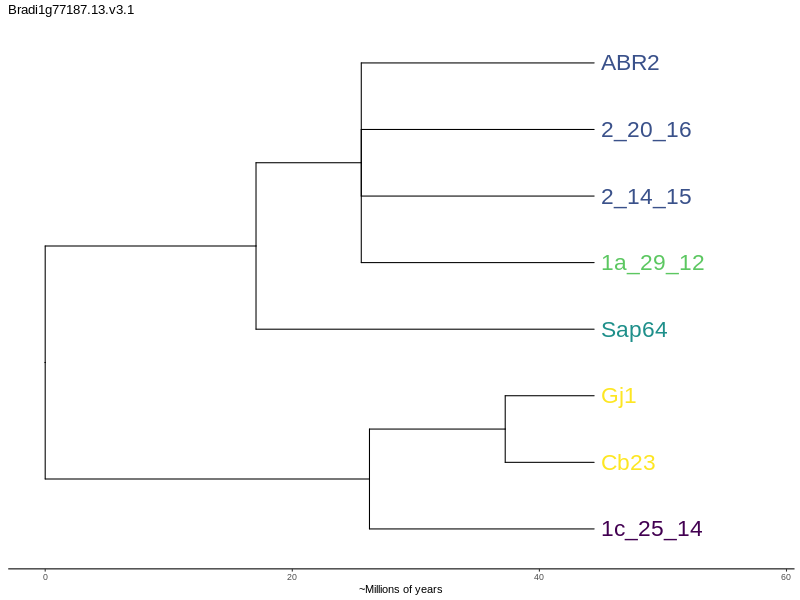 Bradi1g77187.13.v3.1
ABR2
2_20_16
2_14_15
1a_29_12
Sap64
Gj1
Cb23
1c_25_14
0 20 40 60
~Millions of years